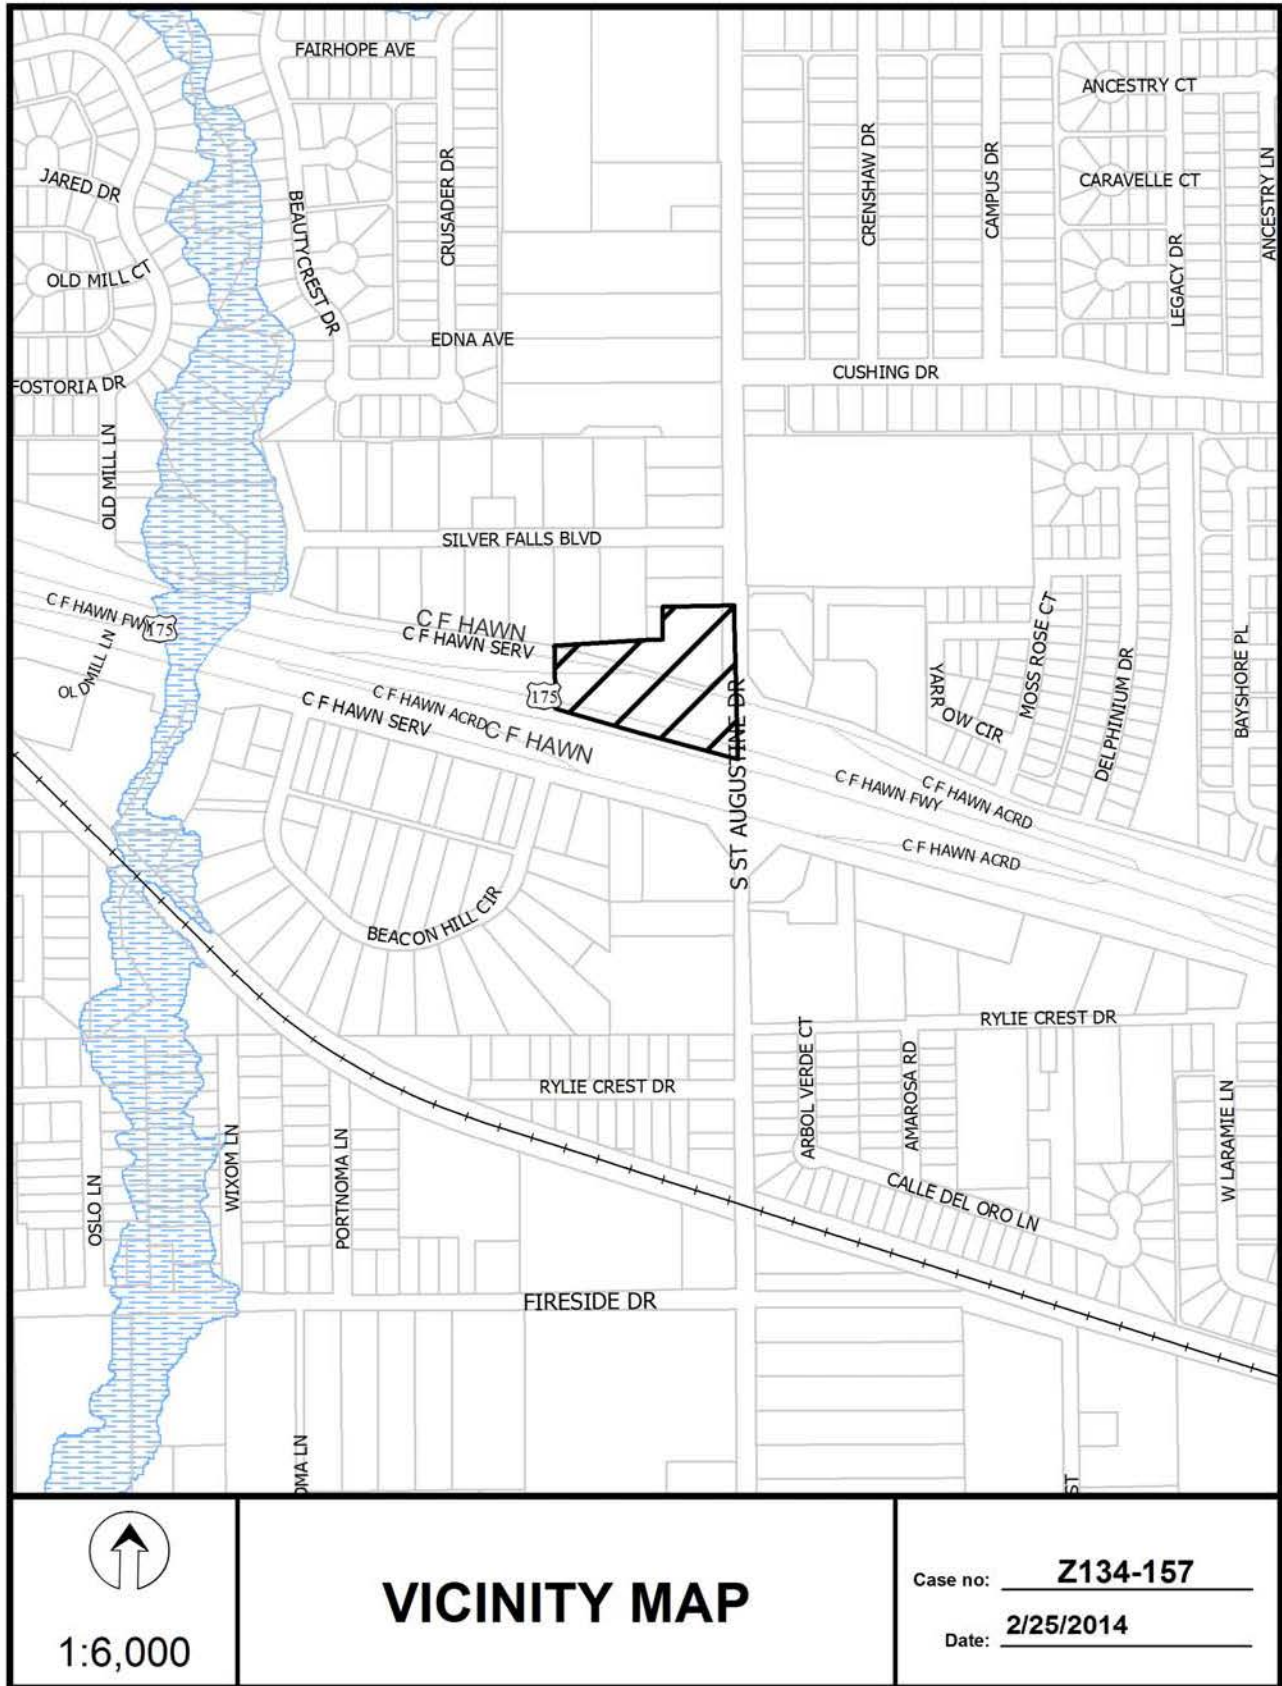 FAIRHOPE AVE
ANCESTRY CT
CRENSHAW DR
CAMPUS DR
CRUSADER DR
ANCESTRY LN
JARED DR
CARAVELLE CT
BEAUTYCREST DR
OLD MILL CT
LEGACY DR
EDNA AVE
CUSHING DR
FOSTORIA DR
OLD MILL LN
SILVER FALLS BLVD
C F HAWN FWY
175
C F HAWN
C F HAWN SERV
MOSS ROSE CT
BAYSHORE PL
OLDMILL LN
YARROW CIR
DELPHINIUM DR
175
C F HAWN ACRD
C F HAWN SERV
C F HAWN
S ST AUGUSTINE DR
C F HAWN FWY
C F HAWN ACRD
C F HAWN ACRD
BEACON HILL CIR
RYLIE CREST DR
ARBOL VERDE CT
AMAROSA RD
RYLIE CREST DR
W LARAMIE LN
WIXOM LN
PORTNOMA LN
OSLO LN
CALLE DEL ORO LN
FIRESIDE DR
OMA LN
ST
1:6,000
VICINITY MAP
Case no: Z134-157
Date: 2/25/2014